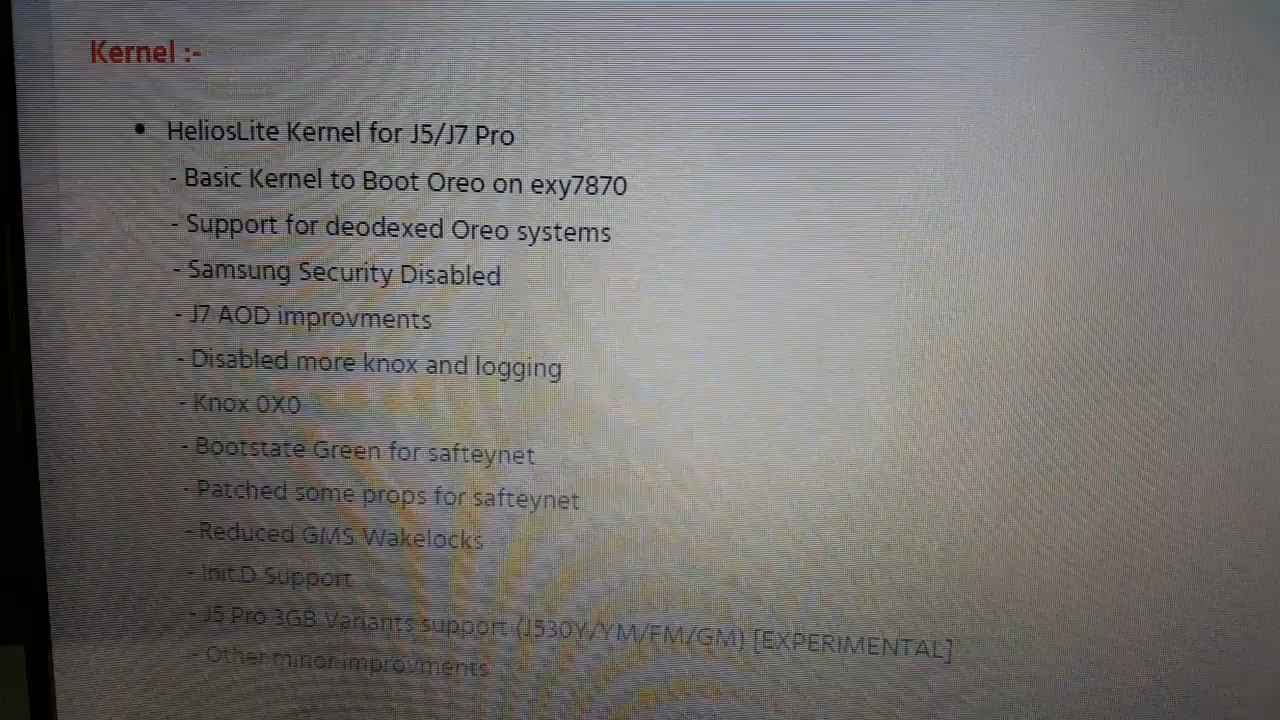 Kernel :-
• HeliosLite Kernel for J5/J7 Pro
- Basic Kernel to Boot Oreo on exy7870
- Support for deodexed Oreo systems
- Samsung Security Disabled
- J7 AOD improvments
- Disabled more knox and logging
- Knox 0X0
- Bootstate Green for safteynet
- Patched some props for safteynet
- Reduced GMS Wakelocks
- Init.D Support
- J5 Pro 3GB Variants support (J530Y/YM/FM/GM) [EXPERIMENTAL]
- Other minor improvments